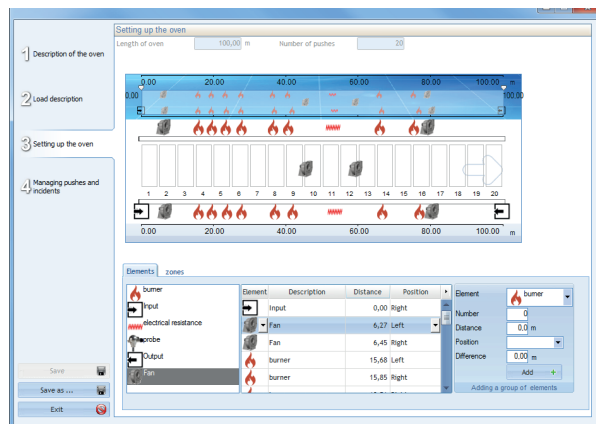 Setting up the oven
Length of oven 100,00 m Number of pushes 20
1 Description of the oven
2 Load description
3 Setting up the oven
4 Managing pushes and incidents
0.00 20.00 40.00 60.00 80.00 100.00 m
0.00 100.00
1 2 3 4 5 6 7 8 9 10 11 12 13 14 15 16 17 18 19 20
0.00 20.00 40.00 60.00 80.00 100.00 m
Elements zones
burner
Input
electrical resistance
probe
Output
Fan
Element Description Distance Position
Input 0,00 Right
Fan 6,27 Left
Fan 6,45 Right
burner 15,68 Left
burner 15,85 Right
Element burner
Number 0
Distance 0,0 m
Position
Difference 0,00 m
Add +
Adding a group of elements
Save
Save as ...
Exit